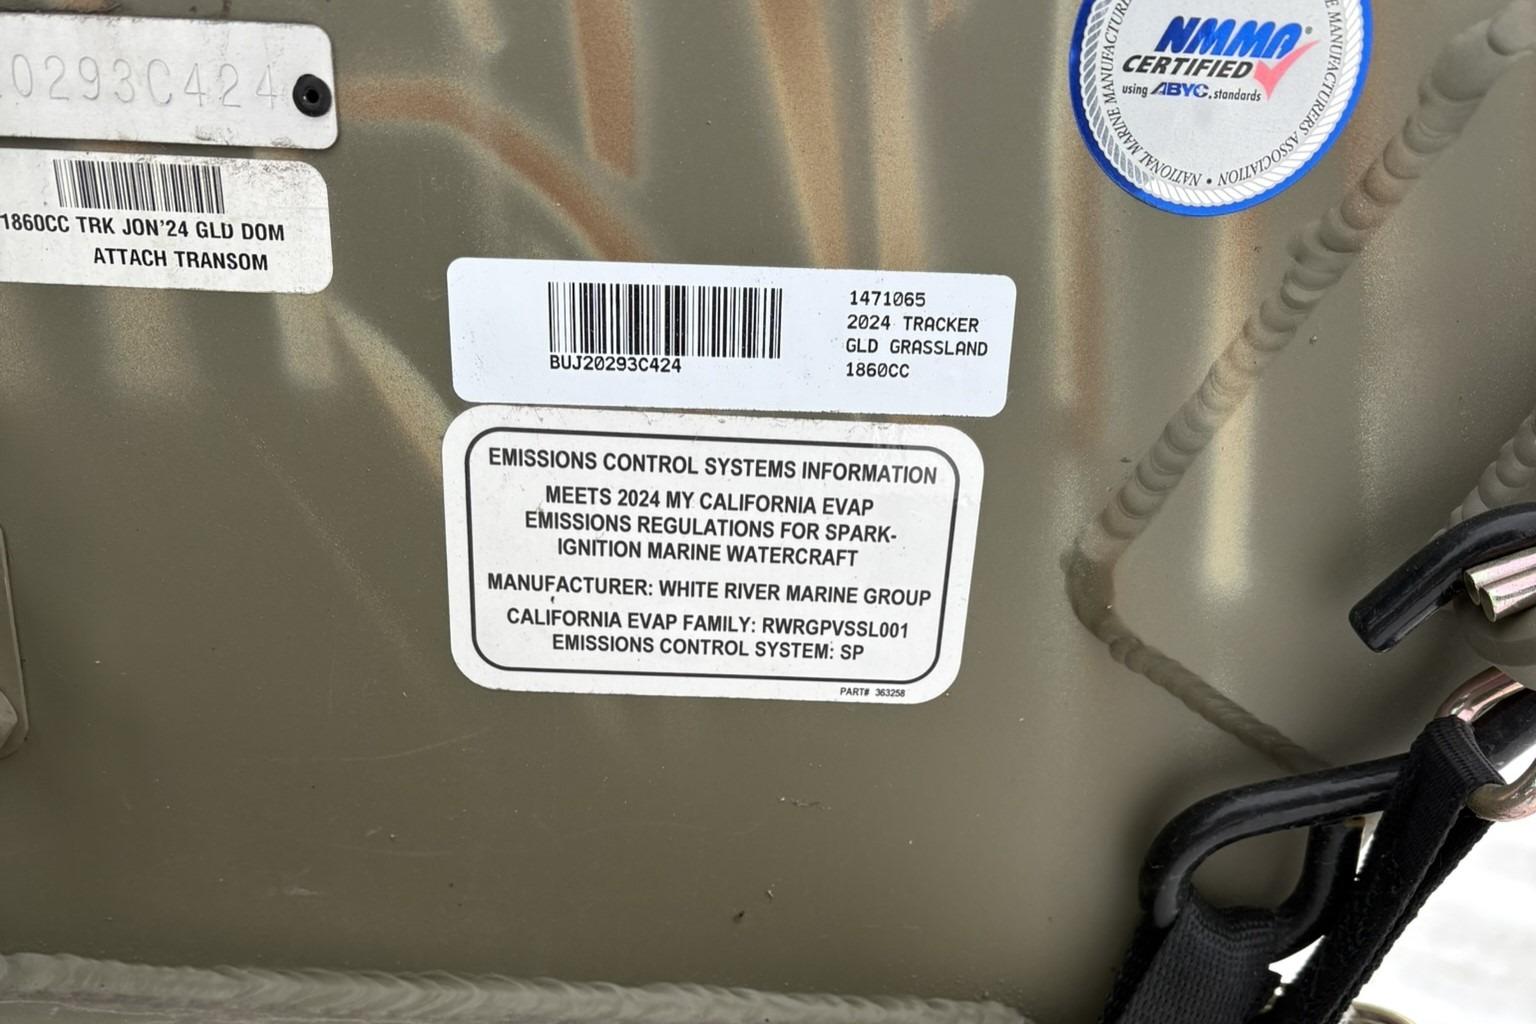 0293C424
1860CC TRK JON'24 GLD DOM
ATTACH TRANSOM
NMMA
CERTIFIED
using ABYC. standards
NATIONAL MARINE MANUFACTURERS ASSOCIATION
1471065
2024 TRACKER
GLD GRASSLAND
1860CC
BUJ20293C424
EMISSIONS CONTROL SYSTEMS INFORMATION
MEETS 2024 MY CALIFORNIA EVAP
EMISSIONS REGULATIONS FOR SPARK-
IGNITION MARINE WATERCRAFT
MANUFACTURER: WHITE RIVER MARINE GROUP
CALIFORNIA EVAP FAMILY: RWRGPVSSL001
EMISSIONS CONTROL SYSTEM: SP
PART# 363258